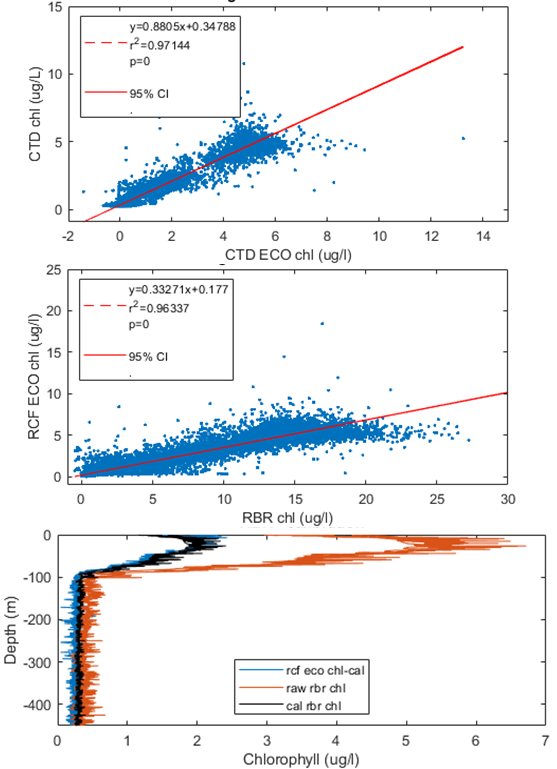 15
10
5
0
CTD chl (ug/L)
y=0.8805x+0.34788
r²=0.97144
p=0
95% CI
-2 0 2 4 6 8 10 12 14
CTD ECO chl (ug/l)
25
20
15
10
5
0
RCF ECO chl (ug/l)
y=0.33271x+0.177
r²=0.96337
p=0
95% CI
0 5 10 15 20 25 30
RBR chl (ug/l)
0
-100
-200
-300
-400
Depth (m)
rcf eco chl-cal
raw rbr chl
cal rbr chl
0 1 2 3 4 5 6 7
Chlorophyll (ug/l)